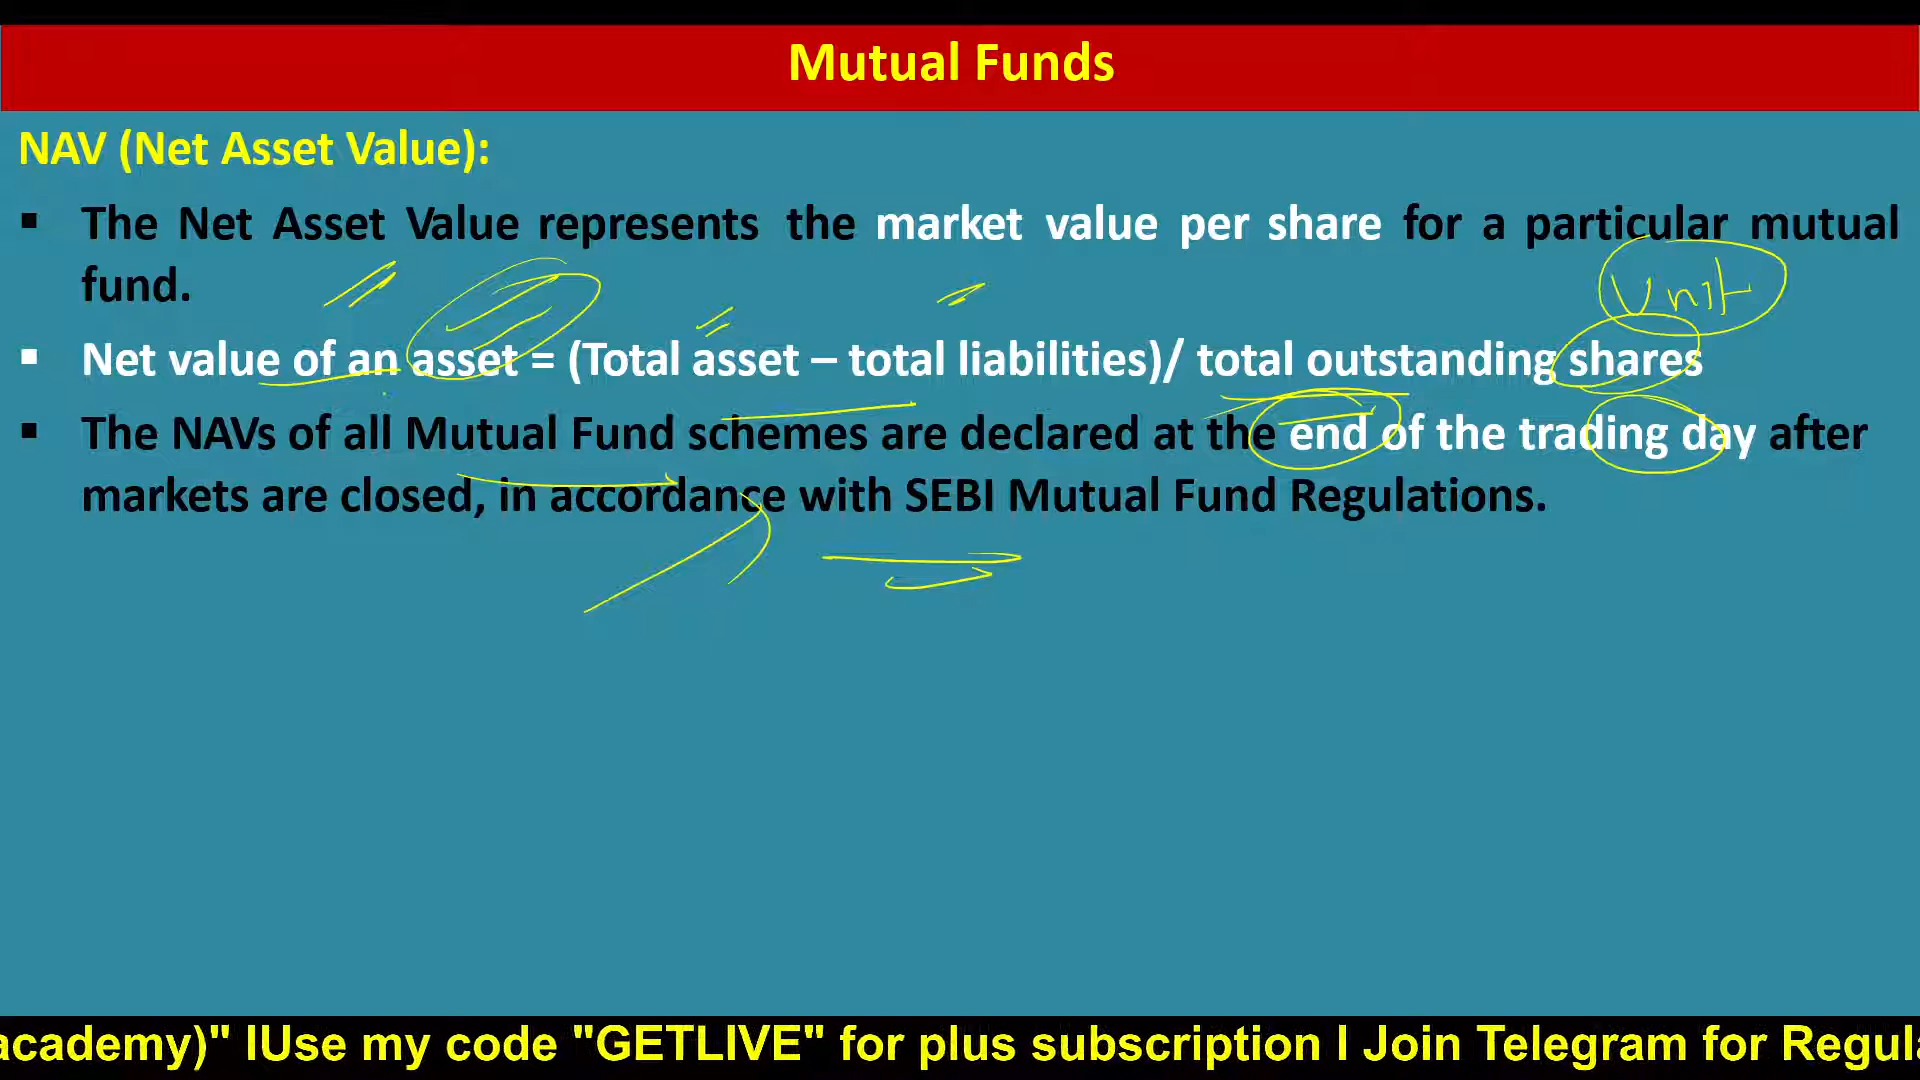 Mutual Funds
NAV (Net Asset Value):
▪ The Net Asset Value represents the market value per share for a particular mutual
fund.
Unit
▪ Net value of an asset = (Total asset – total liabilities)/ total outstanding shares
▪ The NAVs of all Mutual Fund schemes are declared at the end of the trading day after
markets are closed, in accordance with SEBI Mutual Fund Regulations.
academy)" IUse my code "GETLIVE" for plus subscription I Join Telegram for Regul